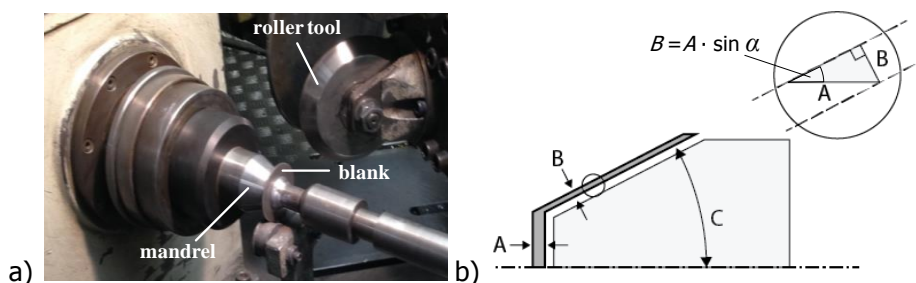 roller tool
blank
mandrel
a)
B = A · sin α
B
A
B
C
A
b)